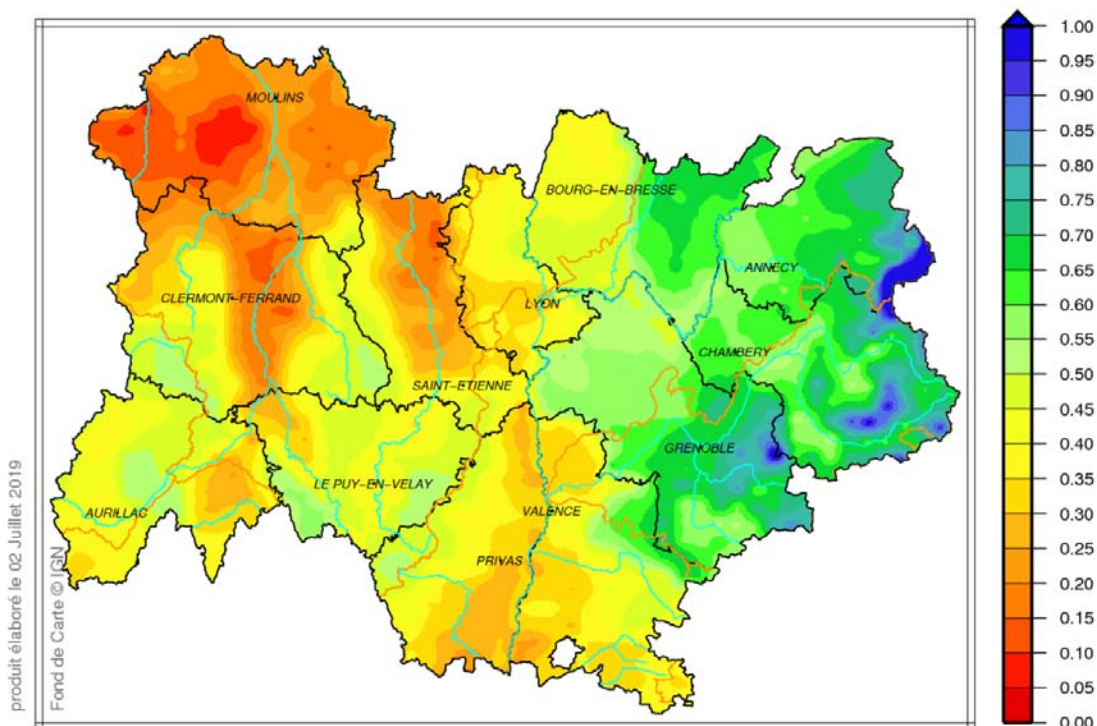 MOULINS
BOURG-EN-BRESSE
ANNECY
CLERMONT-FERRAND
LYON
CHAMBERY
SAINT-ETIENNE
GRENOBLE
LE PUY-EN-VELAY
AURILLAC
VALENCE
PRIVAS
1.00
0.95
0.90
0.85
0.80
0.75
0.70
0.65
0.60
0.55
0.50
0.45
0.40
0.35
0.30
0.25
0.20
0.15
0.10
0.05
0.00
produit élaboré le 02 Juillet 2019
Fond de Carte © IGN